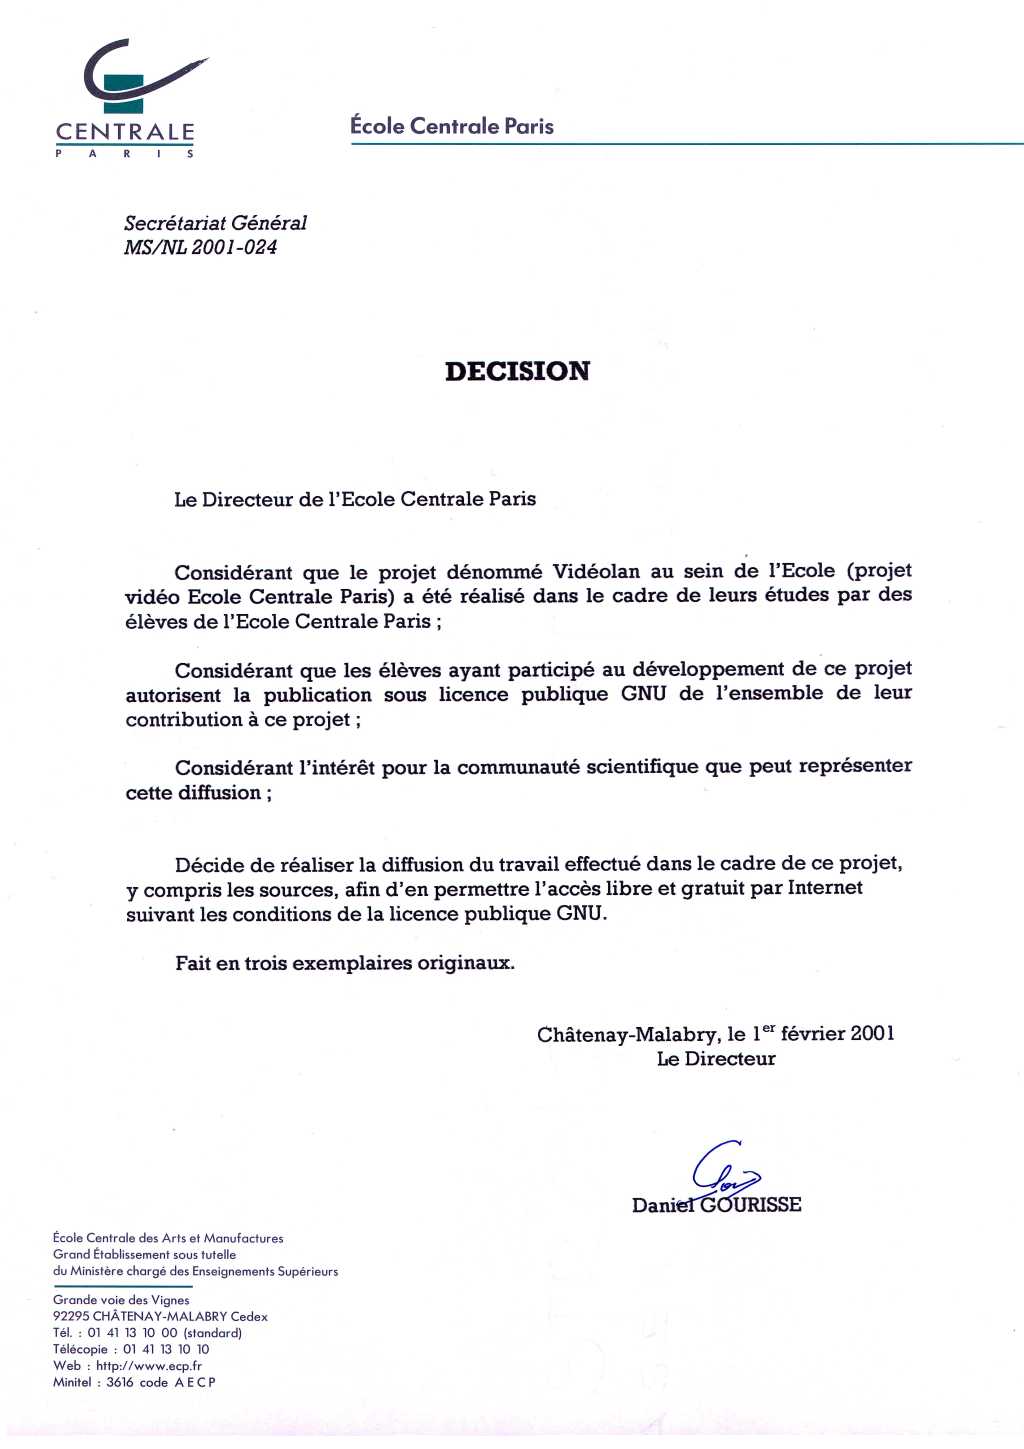 CENTRALE
PARIS
École Centrale Paris
Secrétariat Général
MS/NL 2001-024
DECISION
Le Directeur de l'Ecole Centrale Paris
Considérant que le projet dénommé Vidéolan au sein de l'Ecole (projet
vidéo Ecole Centrale Paris) a été réalisé dans le cadre de leurs études par des
élèves de l'Ecole Centrale Paris ;
Considérant que les élèves ayant participé au développement de ce projet
autorisent la publication sous licence publique GNU de l'ensemble de leur
contribution à ce projet ;
Considérant l'intérêt pour la communauté scientifique que peut représenter
cette diffusion ;
Décide de réaliser la diffusion du travail effectué dans le cadre de ce projet,
y compris les sources, afin d'en permettre l'accès libre et gratuit par Internet
suivant les conditions de la licence publique GNU.
Fait en trois exemplaires originaux.
Châtenay-Malabry, le 1er février 2001
Le Directeur
Daniel GOURISSE
École Centrale des Arts et Manufactures
Grand Établissement sous tutelle
du Ministère chargé des Enseignements Supérieurs
Grande voie des Vignes
92295 CHÂTENAY-MALABRY Cedex
Tél. : 01 41 13 10 00 (standard)
Télécopie : 01 41 13 10 10
Web : http://www.ecp.fr
Minitel : 3616 code AECP